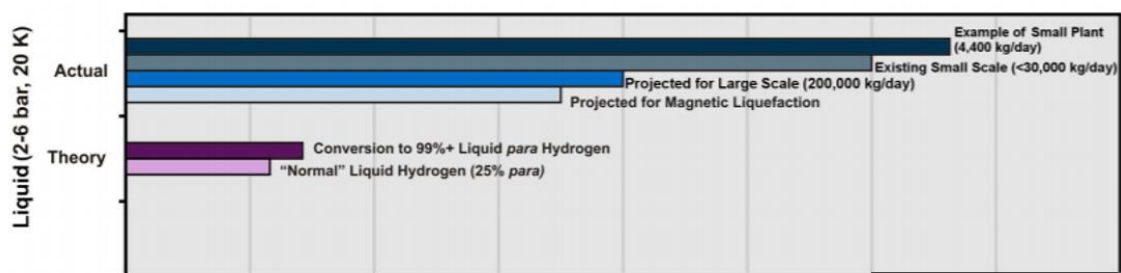 Liquid (2-6 bar, 20 K)
Actual
Example of Small Plant
(4,400 kg/day)
Existing Small Scale (<30,000 kg/day)
Projected for Large Scale (200,000 kg/day)
Projected for Magnetic Liquefaction
Theory
Conversion to 99%+ Liquid para Hydrogen
“Normal” Liquid Hydrogen (25% para)